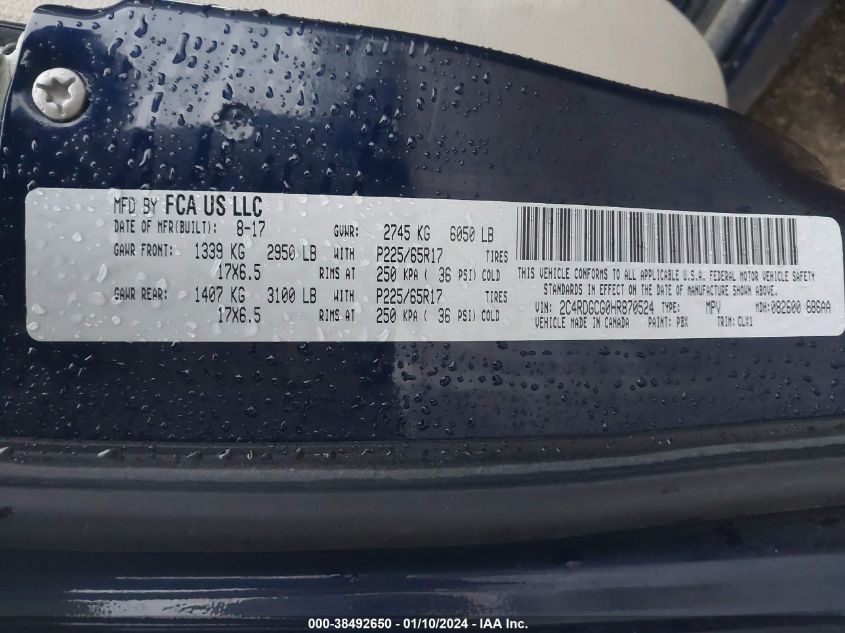 MFD BY FCA US LLC
DATE OF MFR(BUILT): 8-17 GVWR: 2745 KG 6050 LB
GAWR FRONT: 1339 KG 2950 LB WITH P225/65R17 TIRES
17X6.5 RIMS AT 250 KPA ( 36 PSI) COLD
GAWR REAR: 1407 KG 3100 LB WITH P225/65R17 TIRES
17X6.5 RIMS AT 250 KPA ( 36 PSI) COLD
THIS VEHICLE CONFORMS TO ALL APPLICABLE U.S.A. FEDERAL MOTOR VEHICLE SAFETY
STANDARDS IN EFFECT ON THE DATE OF MANUFACTURE SHOWN ABOVE.
VIN: 2C4RDGCG0HR870524 TYPE: MPV MDH: 082600 686AA
VEHICLE MADE IN CANADA PAINT: PBX TRIM: CLX1
000-38492650 - 01/10/2024 - IAA Inc.